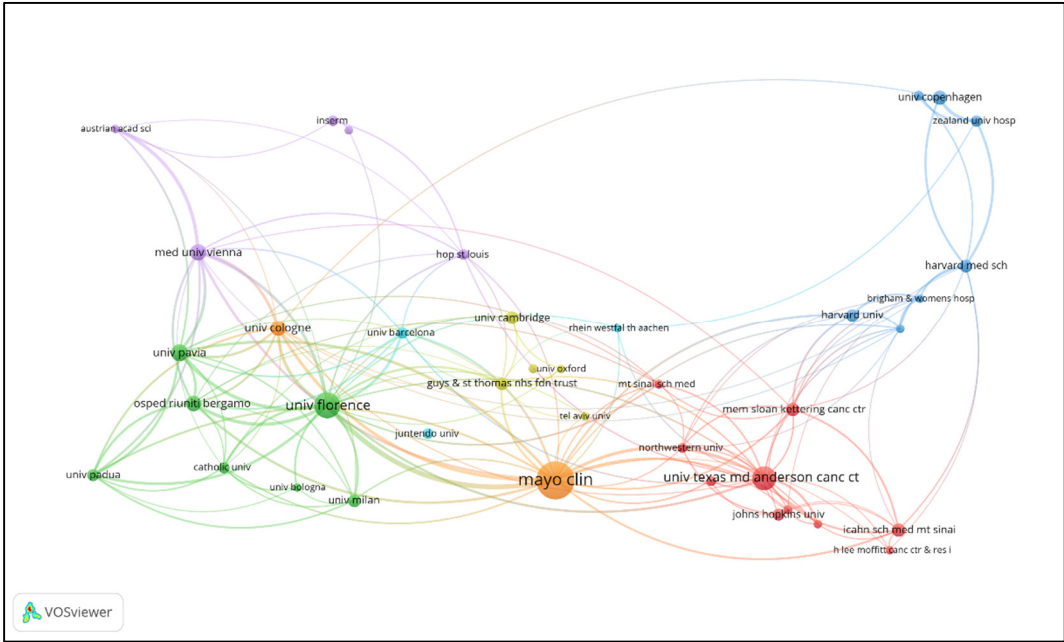 univ copenhagen
zealand univ hosp
inserm
austrian acad sci
med univ vienna
hop st louis
harvard med sch
brigham & womens hosp
harvard univ
univ cambridge
rhein westfal th aachen
univ cologne
univ barcelona
univ pavia
univ oxford
guys & st thomas nhs fdn trust
mt sinai sch med
osped riuniti bergamo
univ florence
mem sloan kettering canc ctr
tel aviv univ
juntendo univ
northwestern univ
catholic univ
univ padua
mayo clin
univ texas md anderson canc ct
univ bologna
univ milan
johns hopkins univ
icahn sch med mt sinai
h lee moffitt canc ctr & res i
VOSviewer